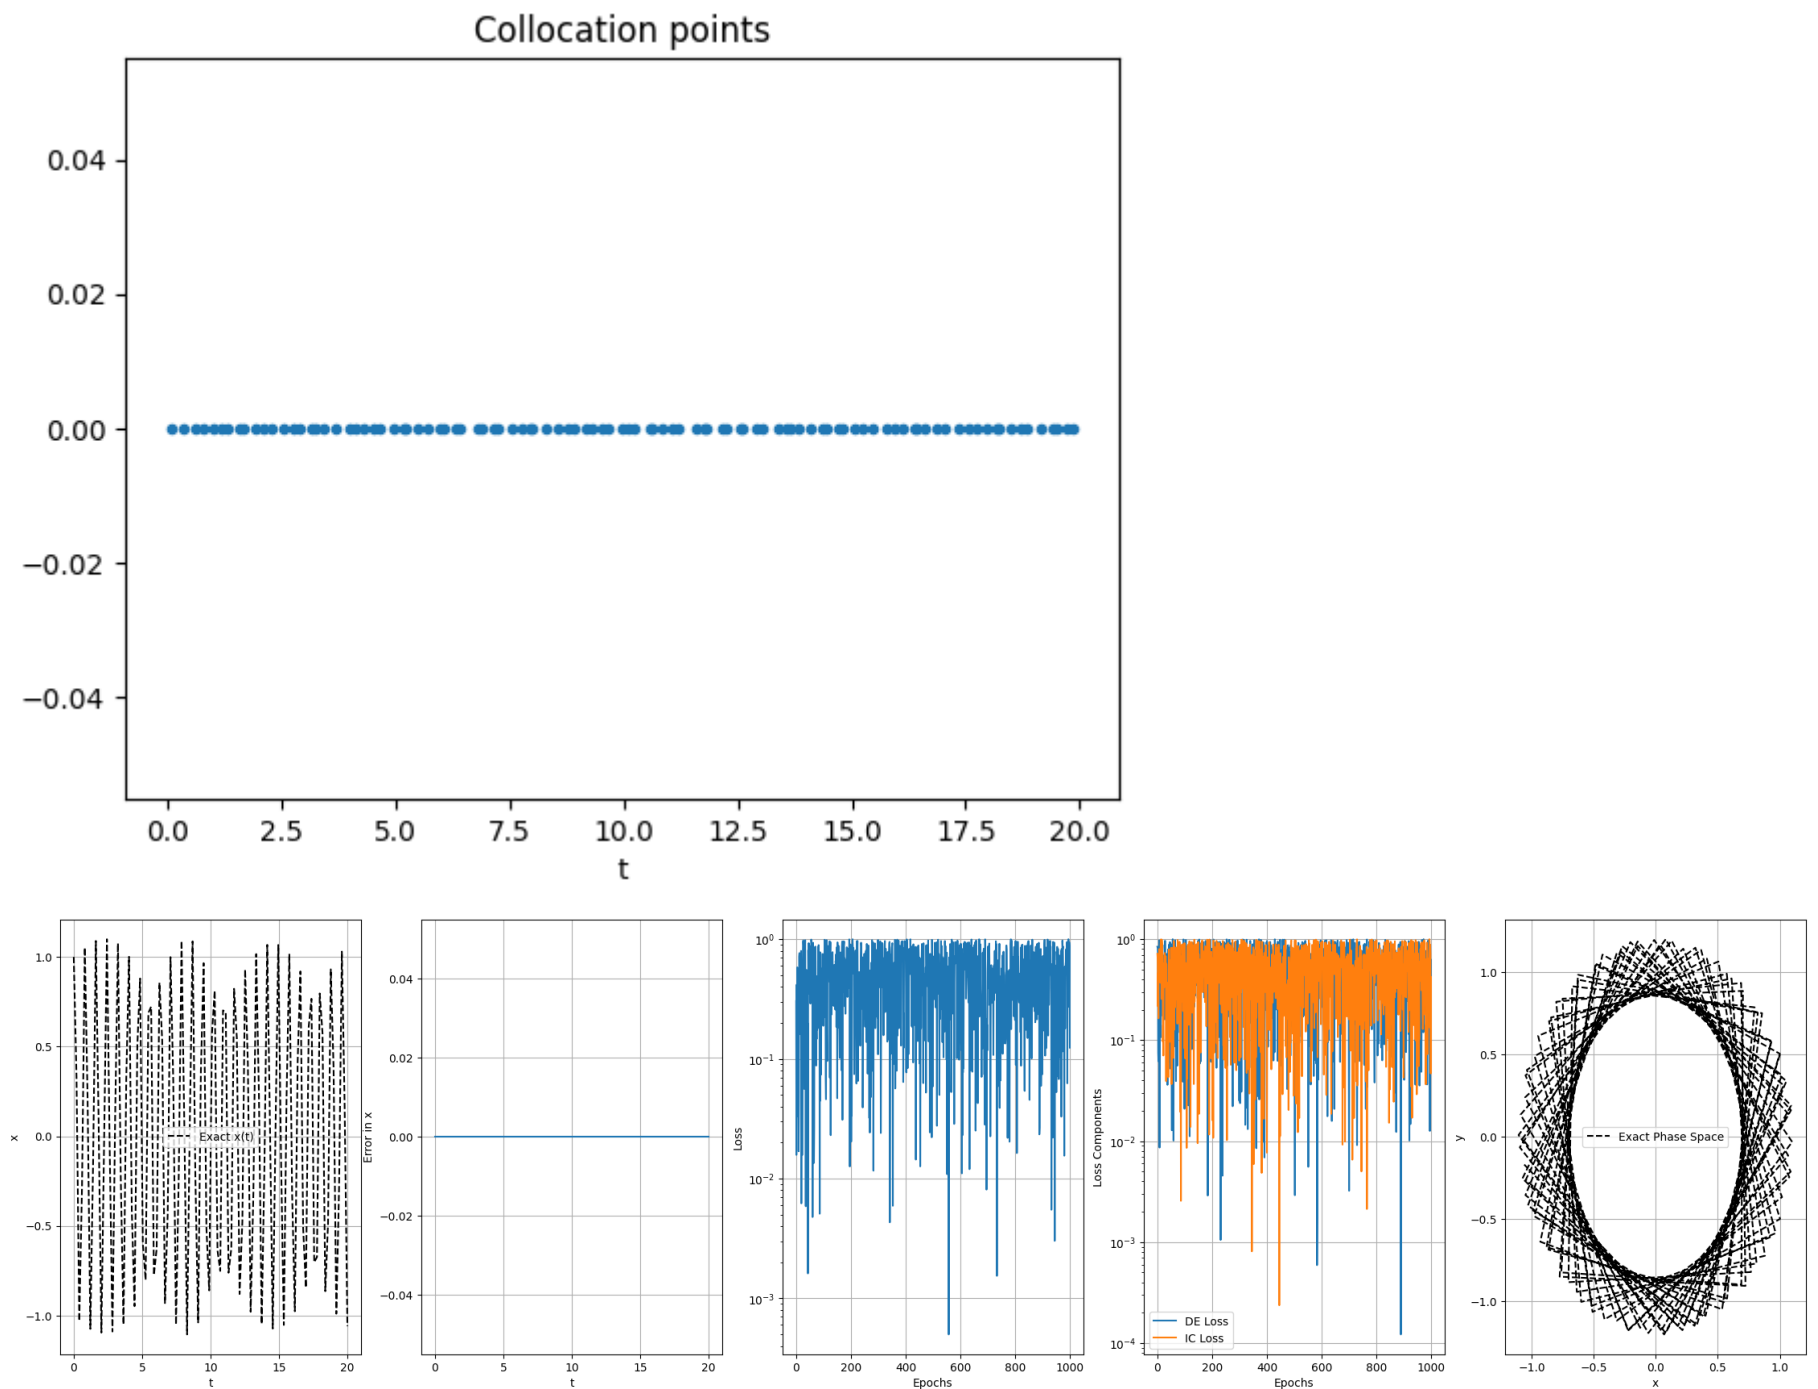 Collocation points
0.04
0.02
0.00
−0.02
−0.04
0.0 2.5 5.0 7.5 10.0 12.5 15.0 17.5 20.0
t
x
1.0
0.5
0.0
−0.5
−1.0
Exact x(t)
0 5 10 15 20
t
Error in x
0.04
0.02
0.00
−0.02
−0.04
0 5 10 15 20
t
Loss
10⁰
10⁻¹
10⁻²
10⁻³
0 200 400 600 800 1000
Epochs
Loss Components
10⁰
10⁻¹
10⁻²
10⁻³
10⁻⁴
DE Loss
IC Loss
0 200 400 600 800 1000
Epochs
y
1.0
0.5
0.0
−0.5
−1.0
Exact Phase Space
−1.0 −0.5 0.0 0.5 1.0
x